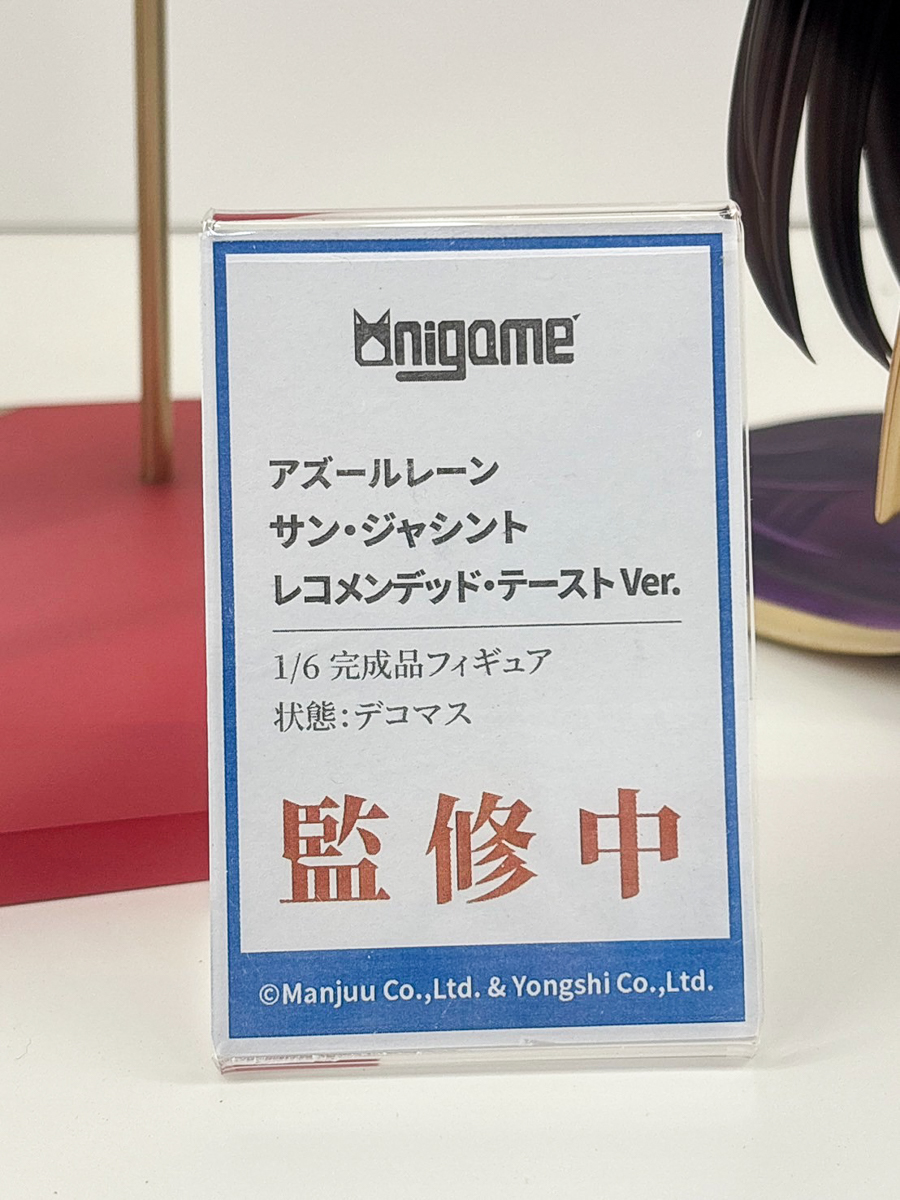 Onigame
アズールレーン
サン・ジャシント
レコメンデッド・テーストVer.
1/6 完成品フィギュア
状態：デコマス
監修中
©Manjuu Co.,Ltd. & Yongshi Co.,Ltd.